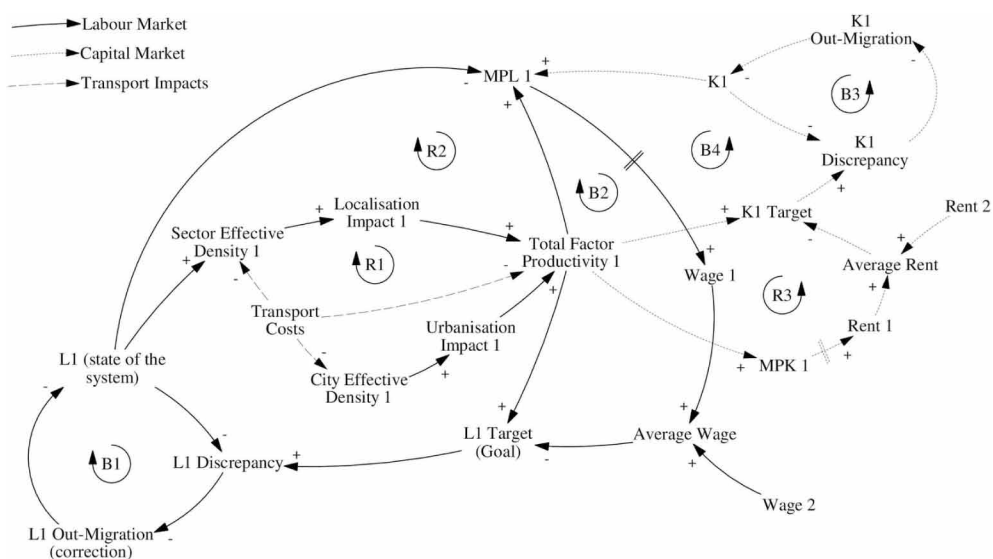 Labour Market
Capital Market
Transport Impacts
K1
Out-Migration
-
MPL 1
-
+
+
K1
-
B3
-
K1
Discrepancy
+
R2
B4
B2
Localisation
Impact 1
+
Sector Effective
Density 1
+
-
R1
+
Total Factor
Productivity 1
-
+
K1 Target
+
-
Rent 2
+
Average Rent
+
Wage 1
+
R3
Transport
Costs
-
Urbanisation
Impact 1
+
Rent 1
+
MPK 1
+
L1 (state of the
system)
-
City Effective
Density 1
L1 Target
(Goal)
+
-
Average Wage
+
+
B1
L1 Discrepancy
-
+
Wage 2
L1 Out-Migration
(correction)
-